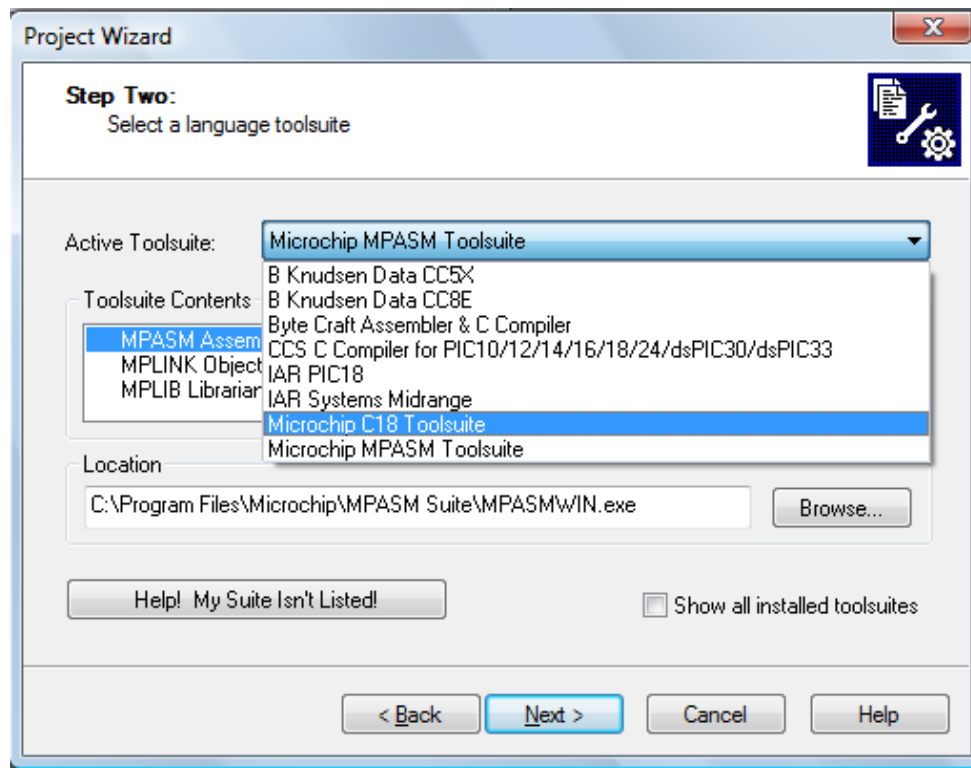 Project Wizard
Step Two:
Select a language toolsuite
Active Toolsuite:
Microchip MPASM Toolsuite
B Knudsen Data CC5X
B Knudsen Data CC8E
Byte Craft Assembler & C Compiler
CCS C Compiler for PIC10/12/14/16/18/24/dsPIC30/dsPIC33
IAR PIC18
IAR Systems Midrange
Microchip C18 Toolsuite
Microchip MPASM Toolsuite
Toolsuite Contents
MPASM Assem
MPLINK Object
MPLIB Librarian
Location
C:\Program Files\Microchip\MPASM Suite\MPASMWIN.exe
Browse...
Help! My Suite Isn't Listed!
Show all installed toolsuites
< Back
Next >
Cancel
Help